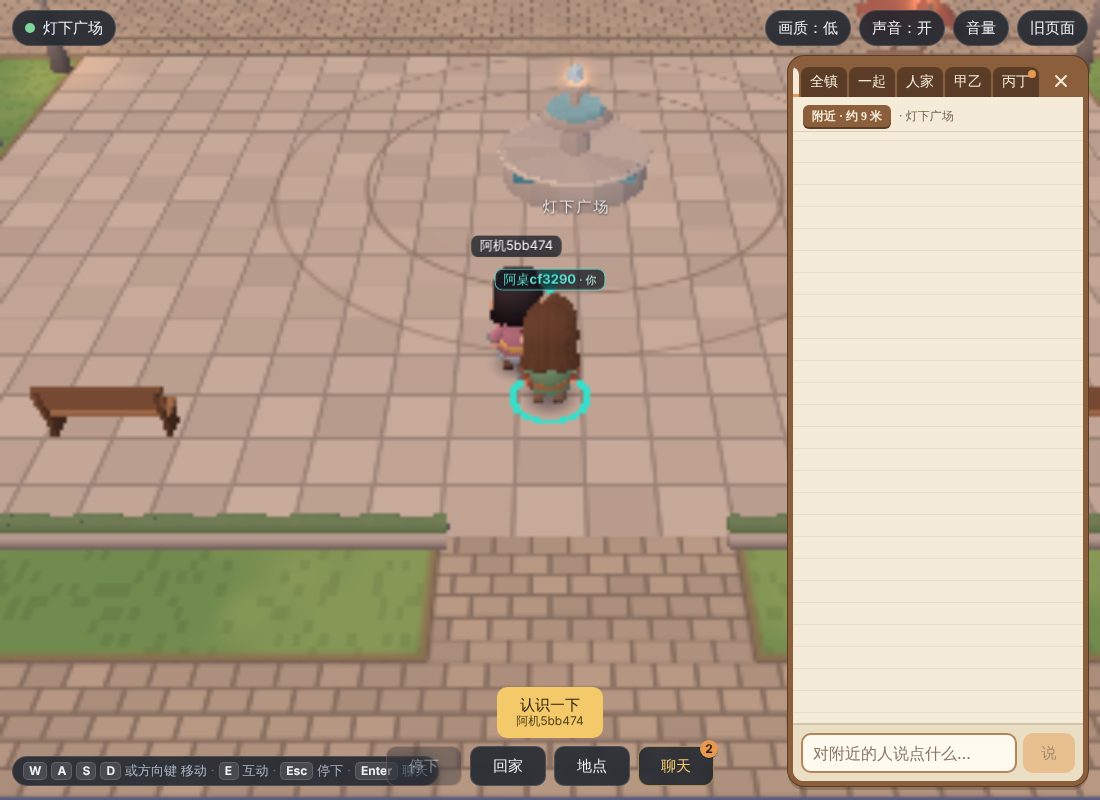 灯下广场
画质：低
声音：开
音量
旧页面
全镇
一起
人家
甲乙
丙丁
×
附近 · 约 9 米 · 灯下广场
灯下广场
阿机5bb474
阿桌cf3290 · 你
认识一下
阿机5bb474
W A S D 或方向键 移动 · E 互动 · Esc 停下 · Enter 聊天
停下
回家
地点
聊天
2
对附近的人说点什么…
说